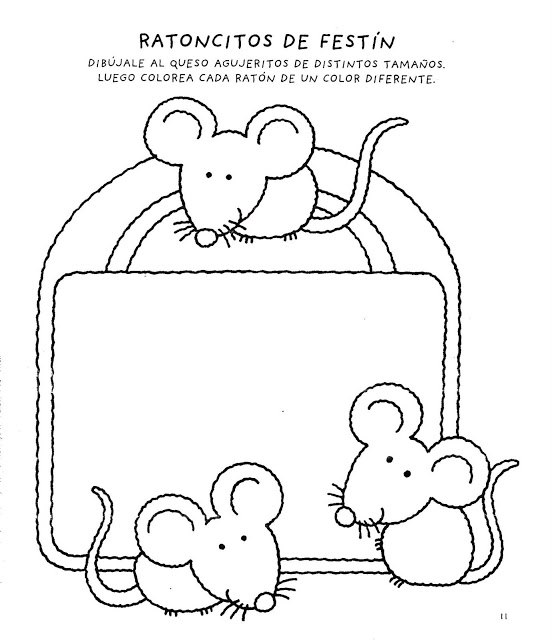 RATONCITOS DE FESTÍN
DIBÚJALE AL QUESO AGUJERITOS DE DISTINTOS TAMAÑOS.
LUEGO COLOREA CADA RATÓN DE UN COLOR DIFERENTE.
11